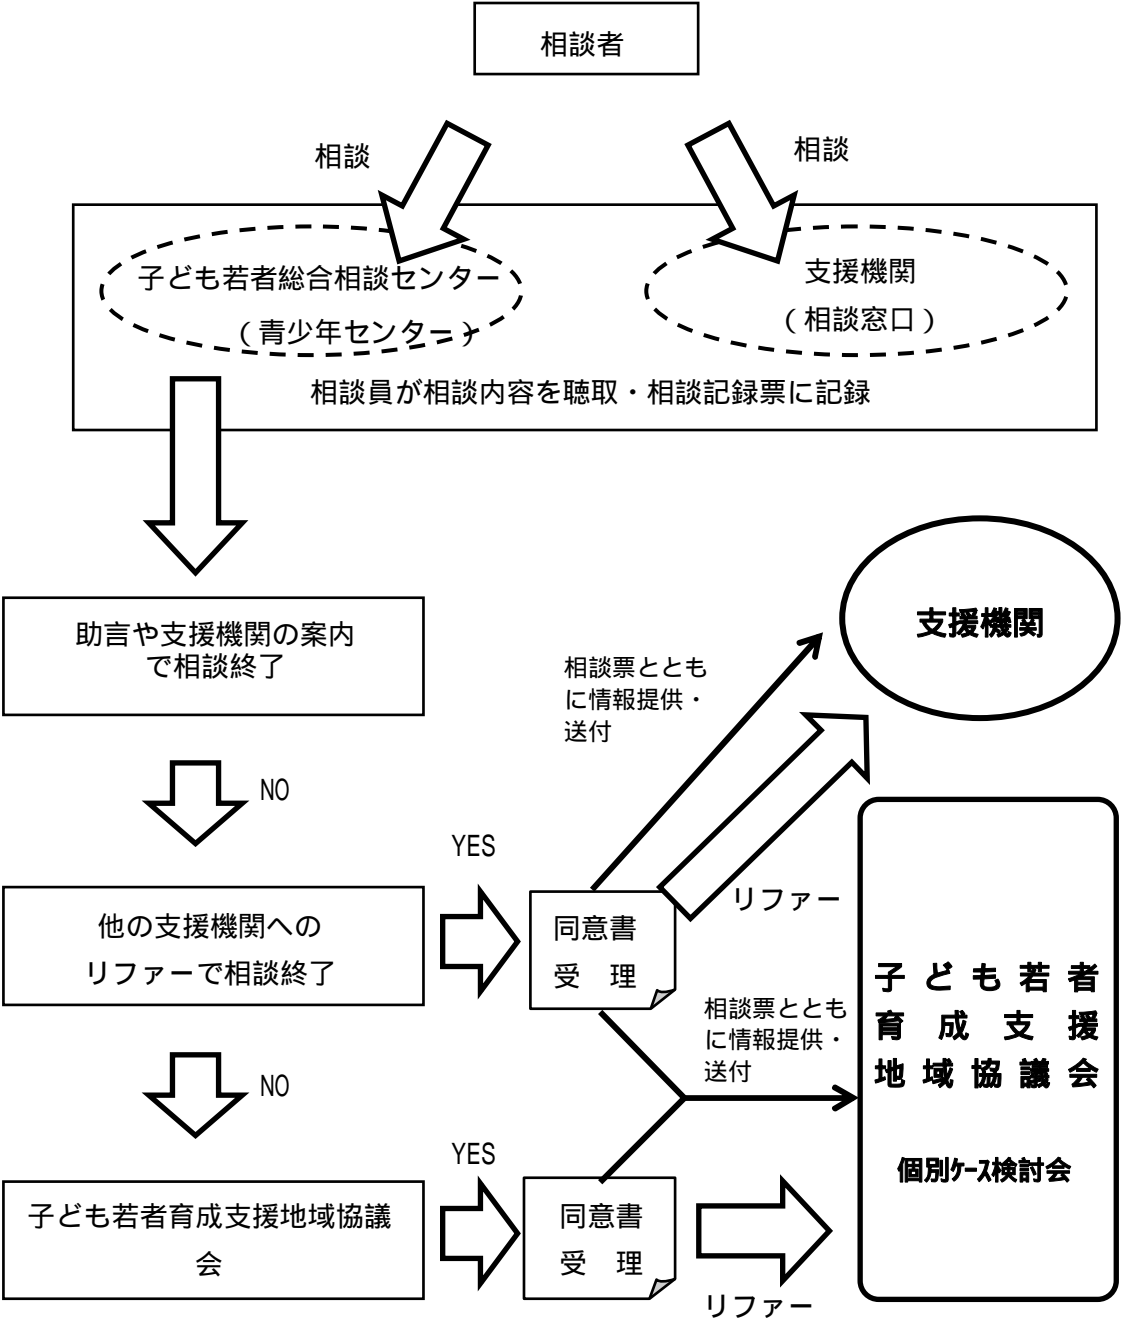 相談者
相談
相談
子ども若者総合相談センター
（青少年センター）
支援機関
（相談窓口）
相談員が相談内容を聴取・相談記録票に記録
助言や支援機関の案内
で相談終了
支援機関
相談票ととも
に情報提供・
送付
NO
YES
リファー
他の支援機関への
リファーで相談終了
同意書
受　理
子ども若者
育成支援
地域協議会
相談票ととも
に情報提供・
送付
NO
YES
個別ｹｰｽ検討会
子ども若者育成支援地域協議
会
同意書
受　理
リファー